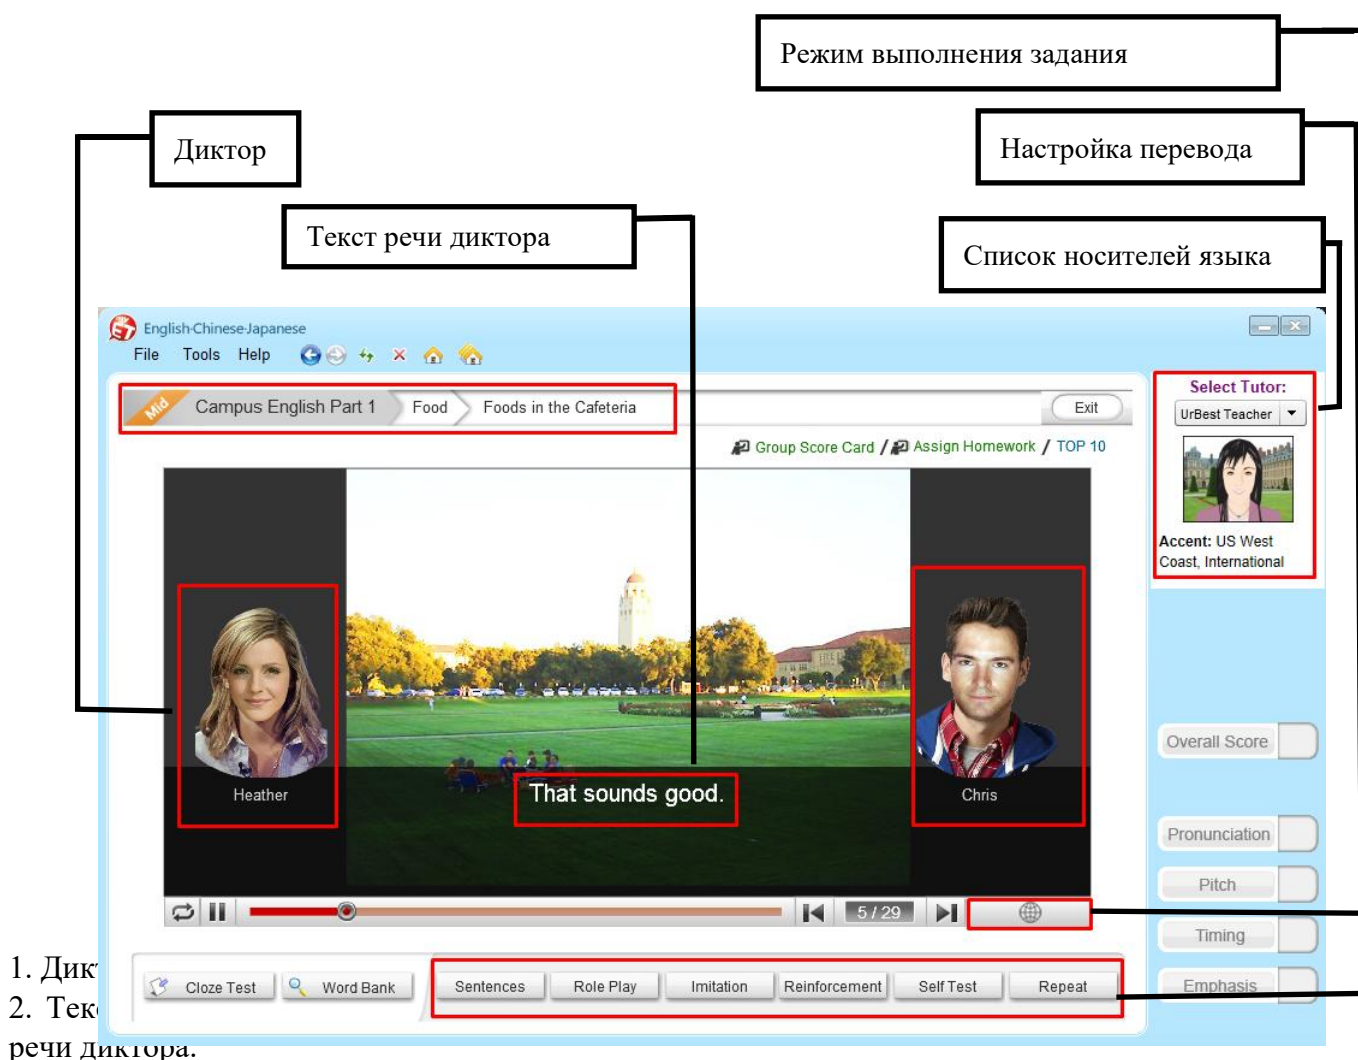 Режим выполнения задания
Диктор
Настройка перевода
Текст речи диктора
Список носителей языка
English-Chinese-Japanese
File Tools Help
Mid Campus English Part 1 Food Foods in the Cafeteria Exit
Select Tutor:
UrBest Teacher
Group Score Card / Assign Homework / TOP 10
Accent: US West
Coast, International
Heather
That sounds good.
Chris
Overall Score
Pronunciation
Pitch
Timing
Emphasis
5 / 29
Cloze Test Word Bank Sentences Role Play Imitation Reinforcement Self Test Repeat
1.
2.
речи диктора.